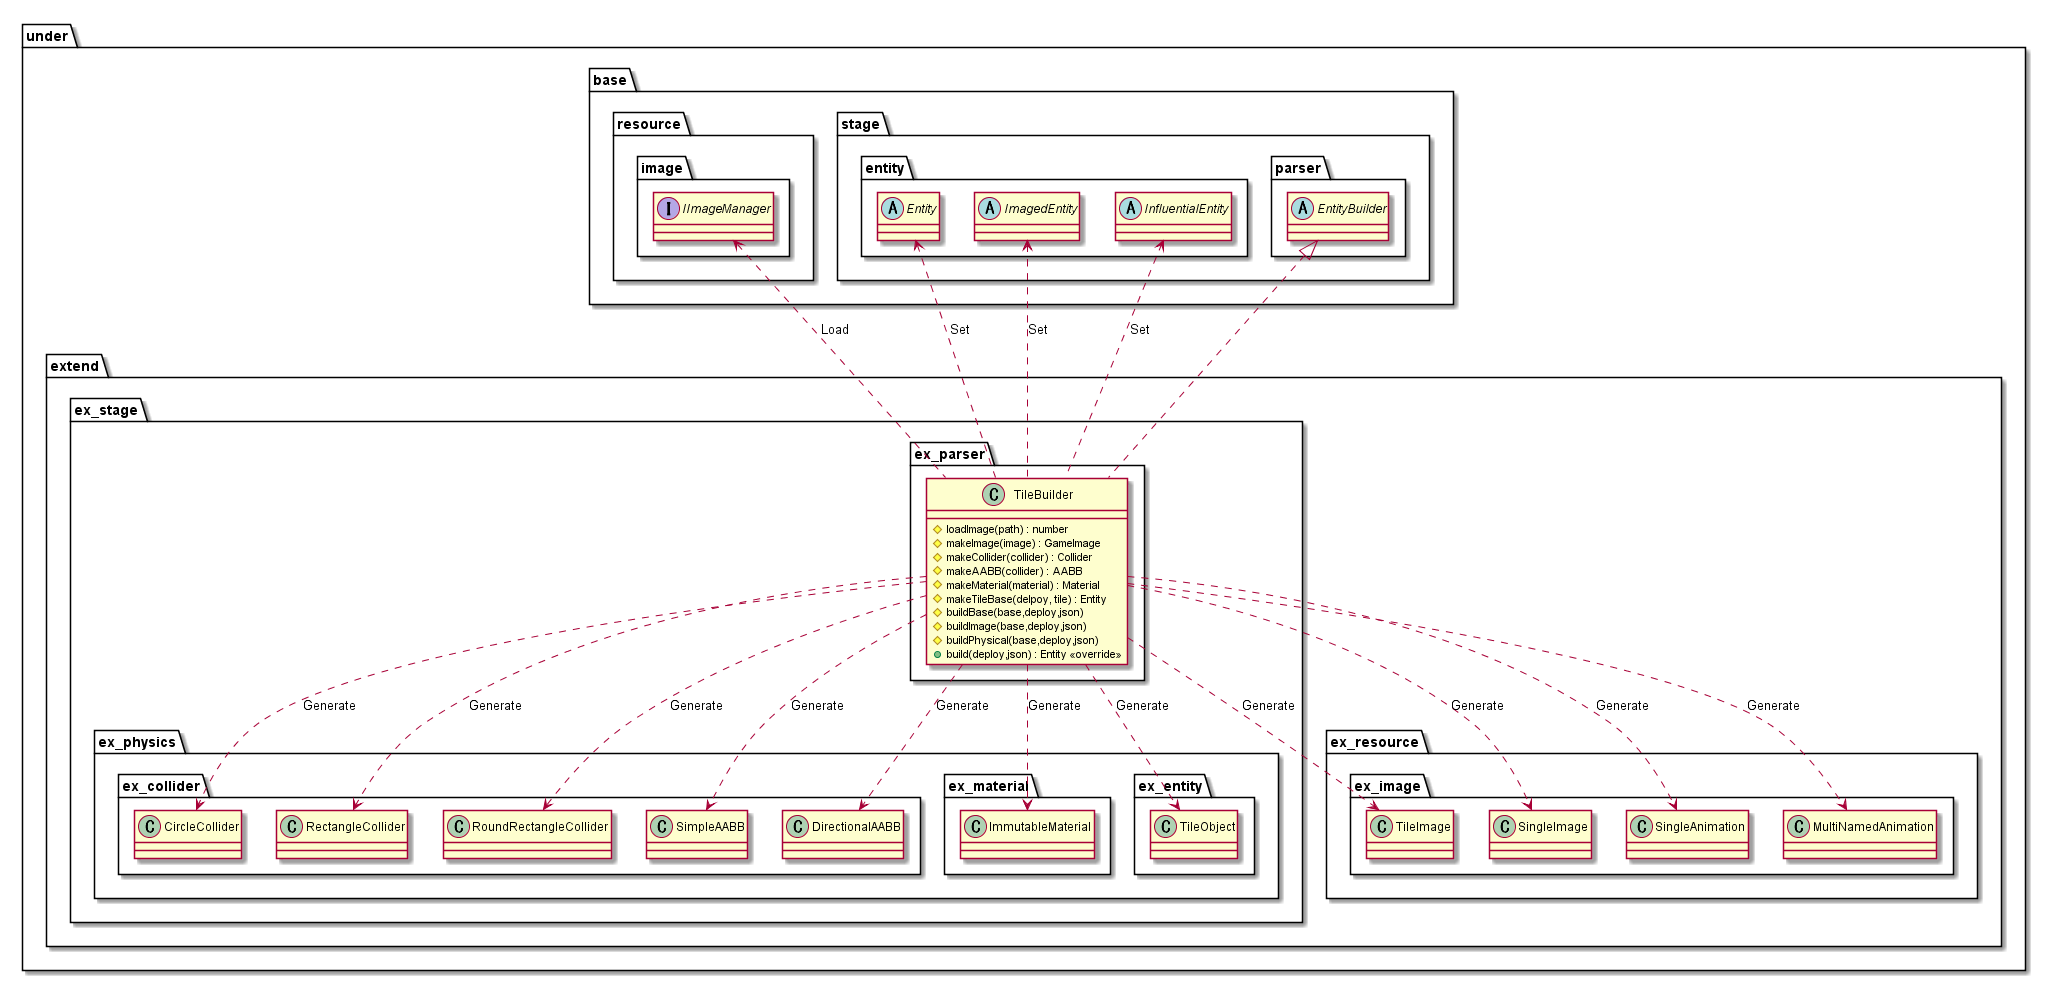 under
base
resource
stage
image
entity
parser
I IImageManager
A Entity
A ImagedEntity
A InfluentialEntity
A EntityBuilder
Load
Set
Set
Set
extend
ex_stage
ex_parser
C TileBuilder
loadImage(path) : number
makeImage(image) : GameImage
makeCollider(collider) : Collider
makeAABB(collider) : AABB
makeMaterial(material) : Material
makeTileBase(delpoy, tile) : Entity
buildBase(base,deploy,json)
buildImage(base,deploy,json)
buildPhysical(base,deploy,json)
build(deploy,json) : Entity «override»
Generate
Generate
Generate
Generate
Generate
Generate
Generate
Generate
Generate
Generate
Generate
ex_physics
ex_resource
ex_collider
ex_material
ex_entity
ex_image
C CircleCollider
C RectangleCollider
C RoundRectangleCollider
C SimpleAABB
C DirectionalAABB
C ImmutableMaterial
C TileObject
C TileImage
C SingleImage
C SingleAnimation
C MultiNamedAnimation